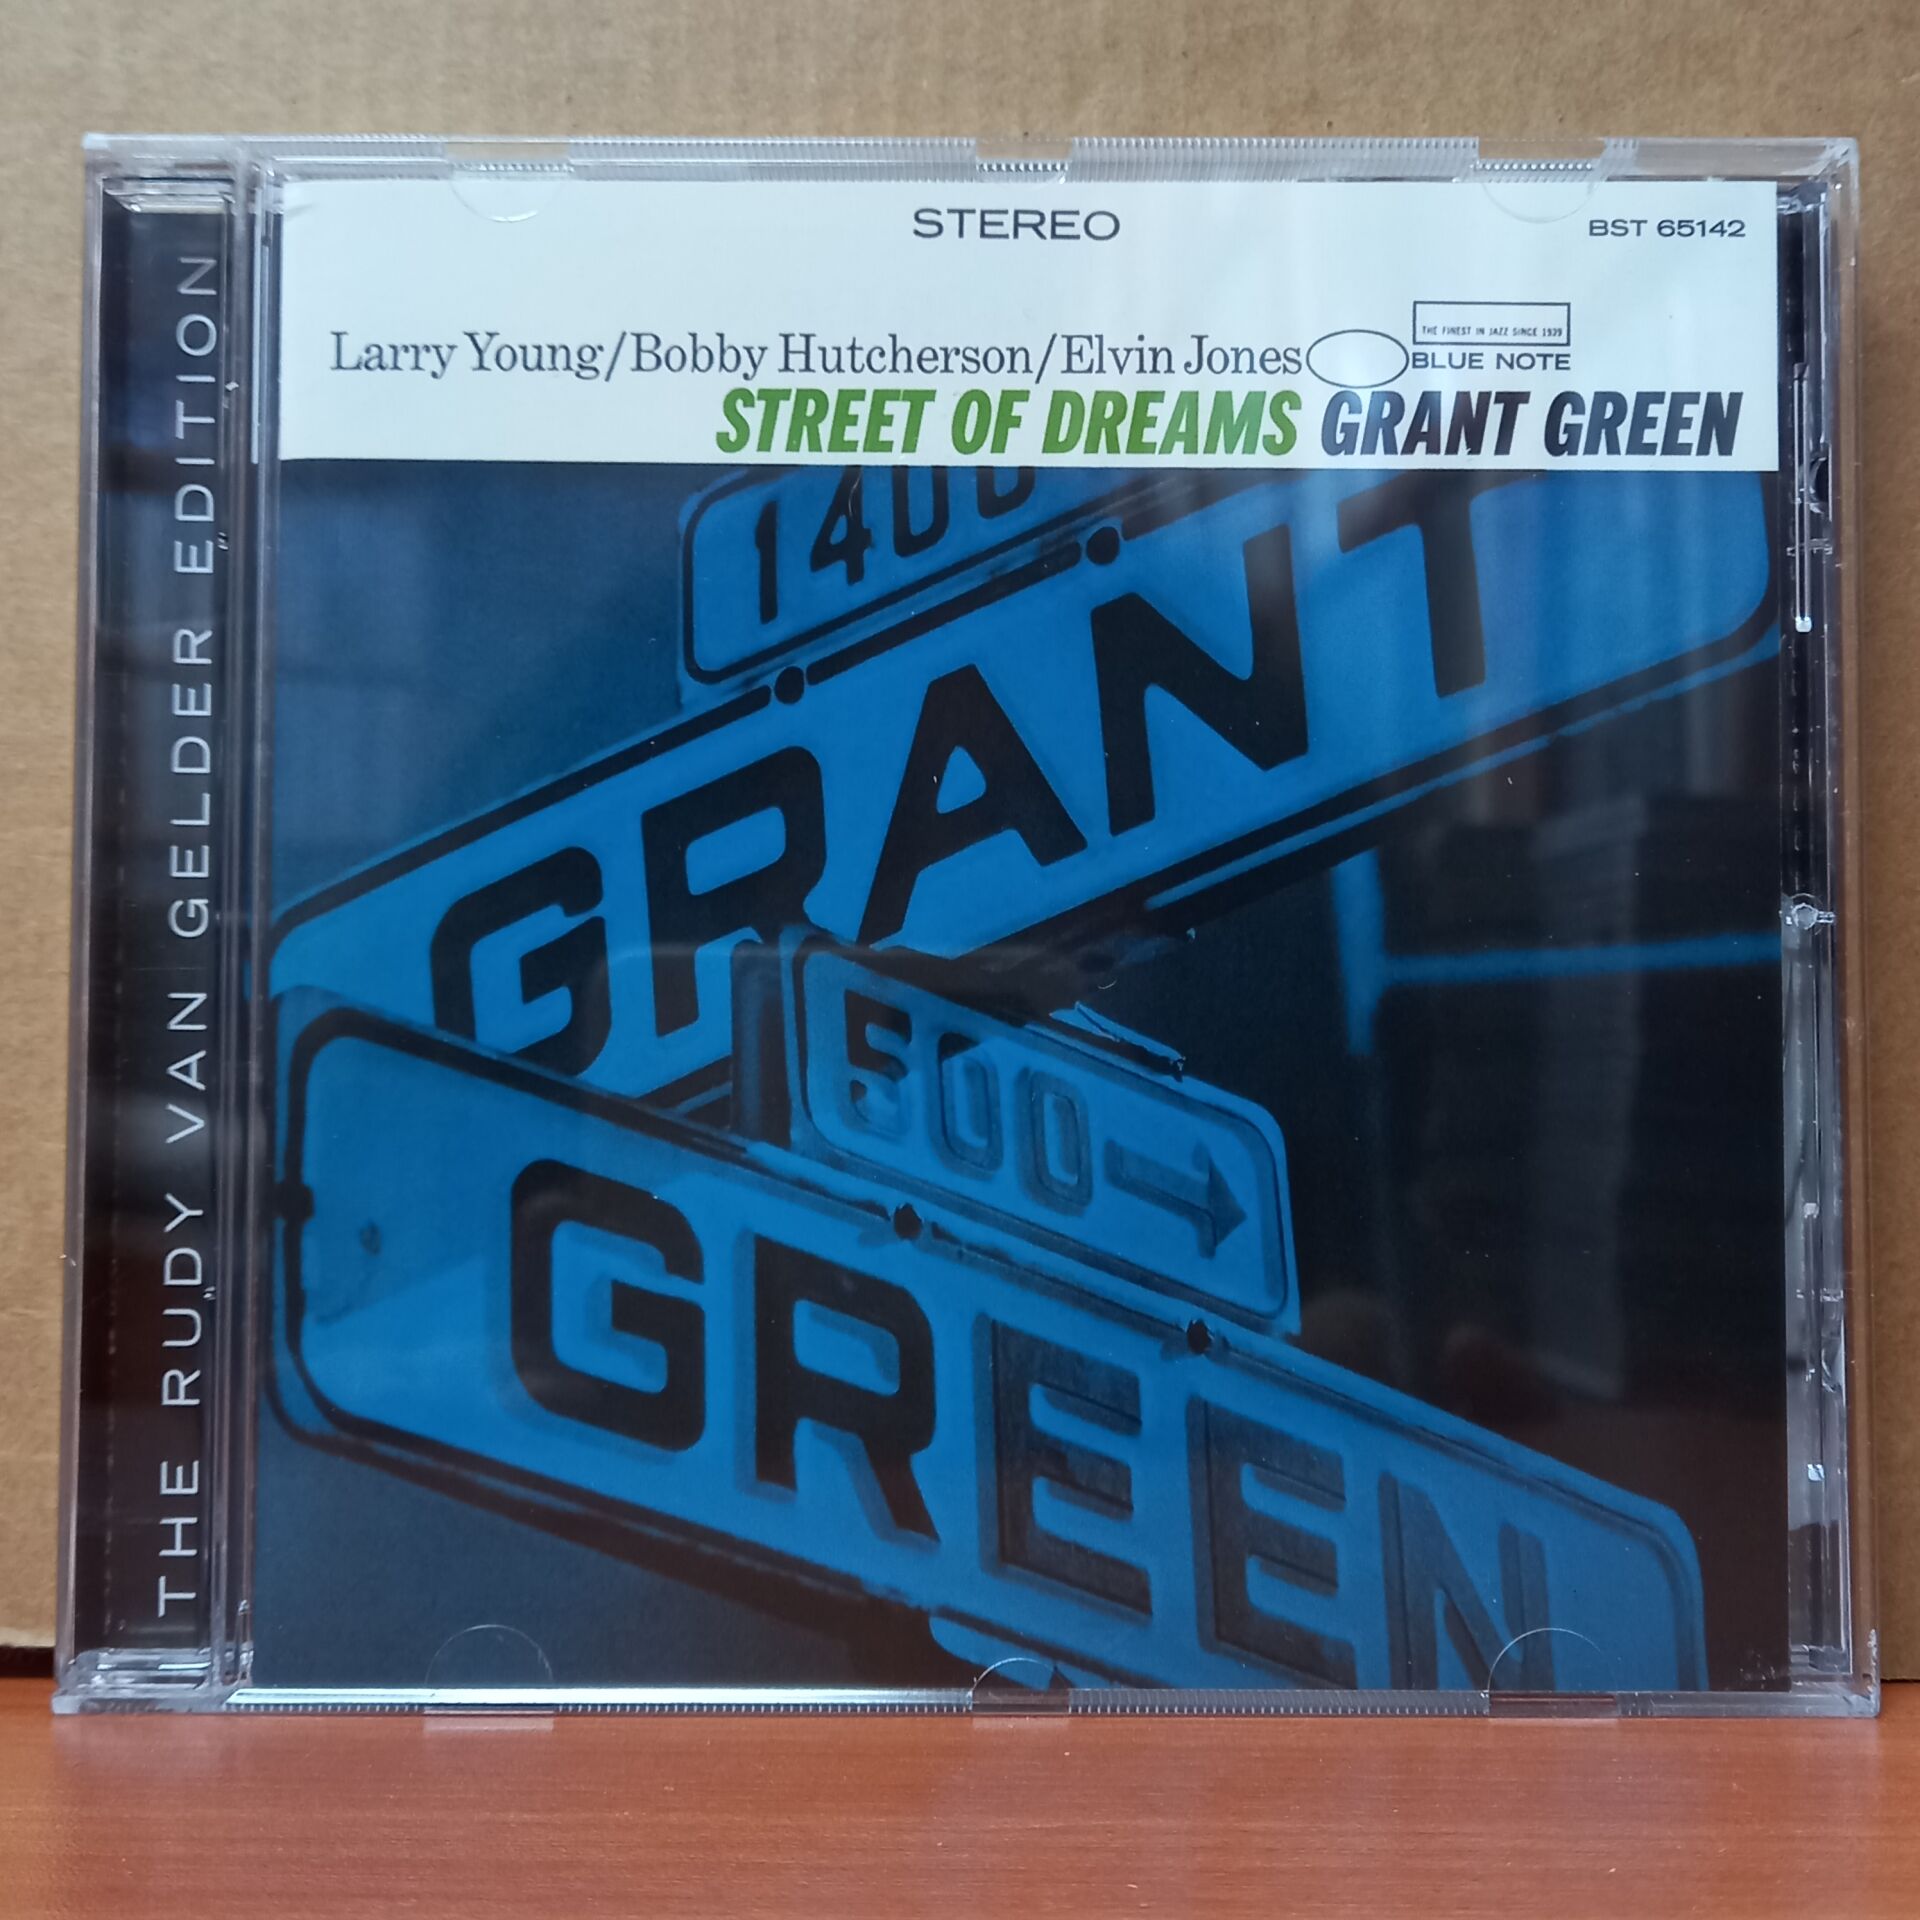 THE RUDY VAN GELDER EDITION
STEREO
BST 65142
THE FINEST IN JAZZ SINCE 1939
Larry Young/Bobby Hutcherson/Elvin Jones BLUE NOTE
STREET OF DREAMS GRANT GREEN
1400
GRANT
500 →
GREEN